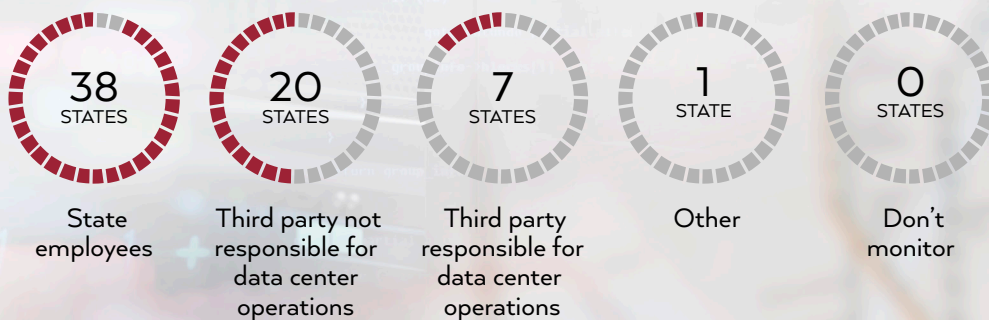 38
STATES
State
employees
20
STATES
Third party not
responsible for
data center
operations
7
STATES
Third party
responsible for
data center
operations
1
STATE
Other
0
STATES
Don't
monitor